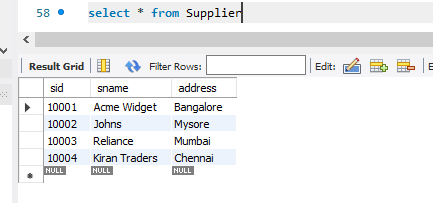 58 select * from Supplier
Result Grid Filter Rows: Edit:
sid sname address
10001 Acme Widget Bangalore
10002 Johns Mysore
10003 Reliance Mumbai
10004 Kiran Traders Chennai
NULL NULL NULL